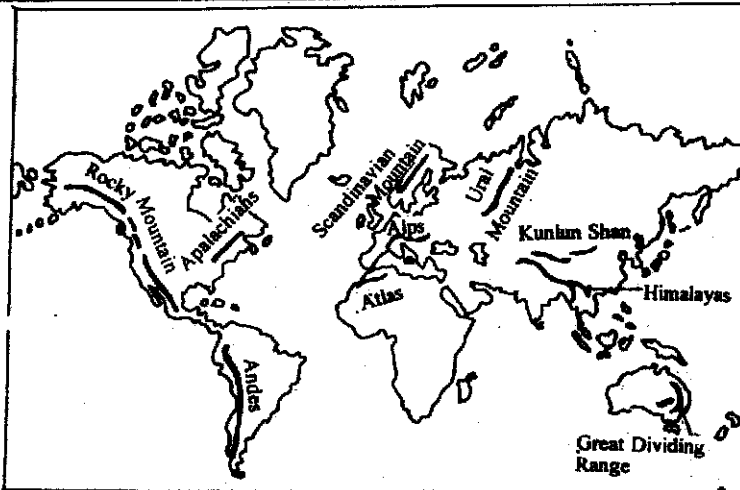 Rocky Mountain
Apalachians
Andes
Scandinavian
Mountain
Alps
Atlas
Ural
Mountain
Kunlun Shan
Himalayas
Great Dividing
Range